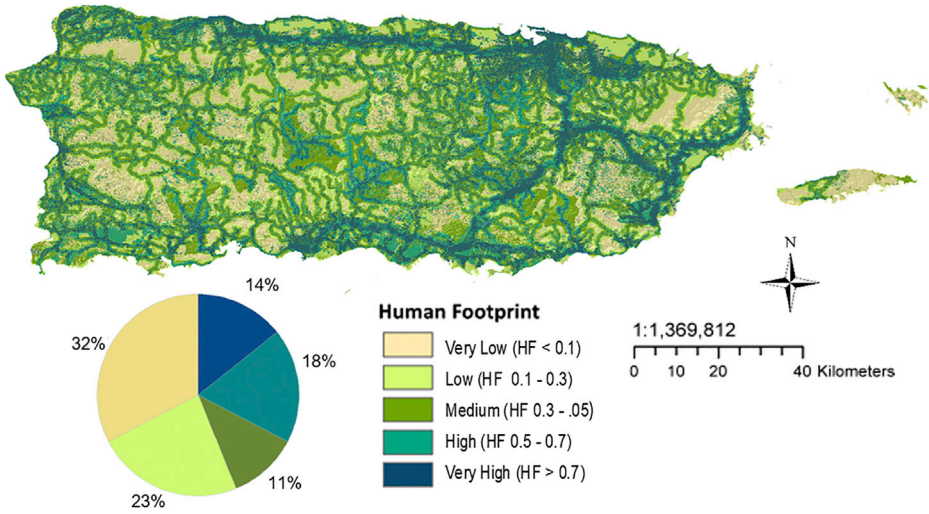 N
14%
32%
18%
11%
23%
Human Footprint
Very Low (HF < 0.1)
Low (HF 0.1 - 0.3)
Medium (HF 0.3 - .05)
High (HF 0.5 - 0.7)
Very High (HF > 0.7)
1:1,369,812
0 10 20 40 Kilometers